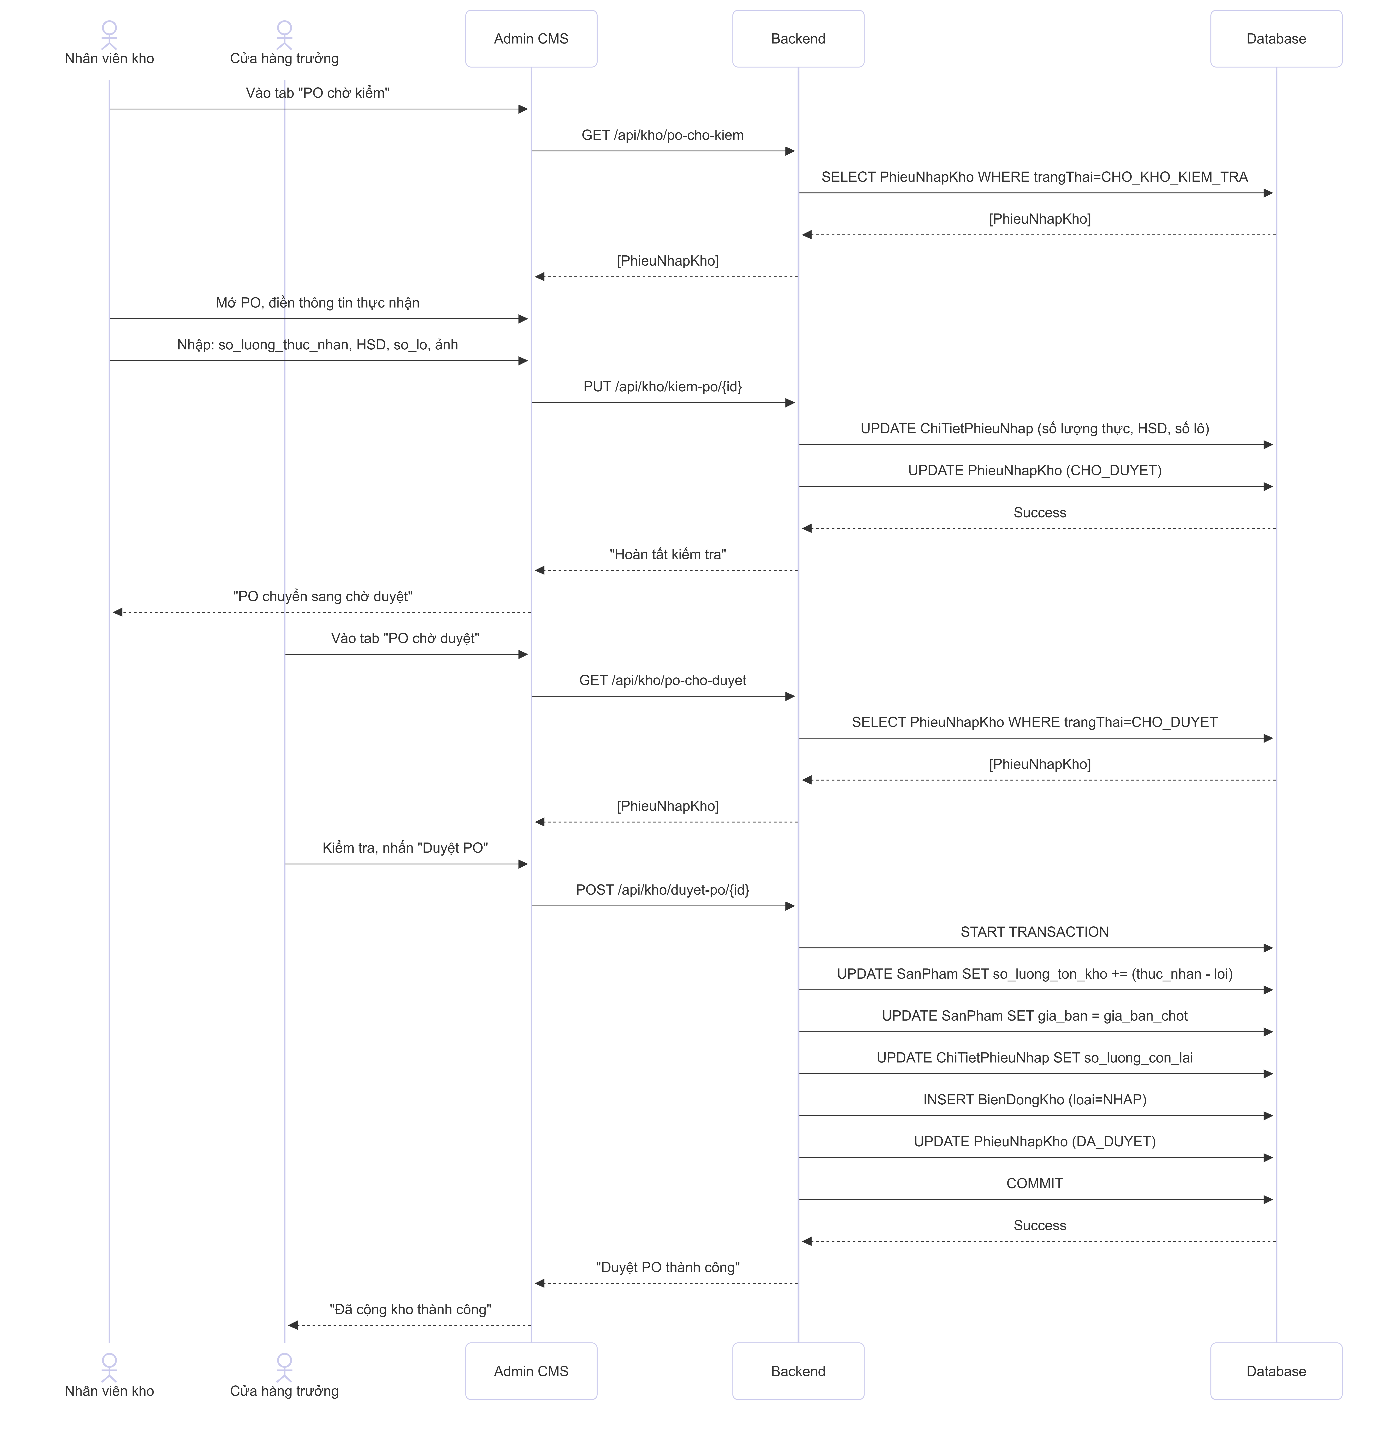 Nhân viên kho
Cửa hàng trưởng
Admin CMS
Backend
Database
Vào tab "PO chờ kiểm"
GET /api/kho/po-cho-kiem
SELECT PhieuNhapKho WHERE trangThai=CHO_KHO_KIEM_TRA
[PhieuNhapKho]
[PhieuNhapKho]
Mở PO, điền thông tin thực nhận
Nhập: so_luong_thuc_nhan, HSD, so_lo, ảnh
PUT /api/kho/kiem-po/{id}
UPDATE ChiTietPhieuNhap (số lượng thực, HSD, số lô)
UPDATE PhieuNhapKho (CHO_DUYET)
Success
"Hoàn tất kiểm tra"
"PO chuyển sang chờ duyệt"
Vào tab "PO chờ duyệt"
GET /api/kho/po-cho-duyet
SELECT PhieuNhapKho WHERE trangThai=CHO_DUYET
[PhieuNhapKho]
[PhieuNhapKho]
Kiểm tra, nhấn "Duyệt PO"
POST /api/kho/duyet-po/{id}
START TRANSACTION
UPDATE SanPham SET so_luong_ton_kho += (thuc_nhan - loi)
UPDATE SanPham SET gia_ban = gia_ban_chot
UPDATE ChiTietPhieuNhap SET so_luong_con_lai
INSERT BienDongKho (loai=NHAP)
UPDATE PhieuNhapKho (DA_DUYET)
COMMIT
Success
"Duyệt PO thành công"
"Đã cộng kho thành công"
Nhân viên kho
Cửa hàng trưởng
Admin CMS
Backend
Database